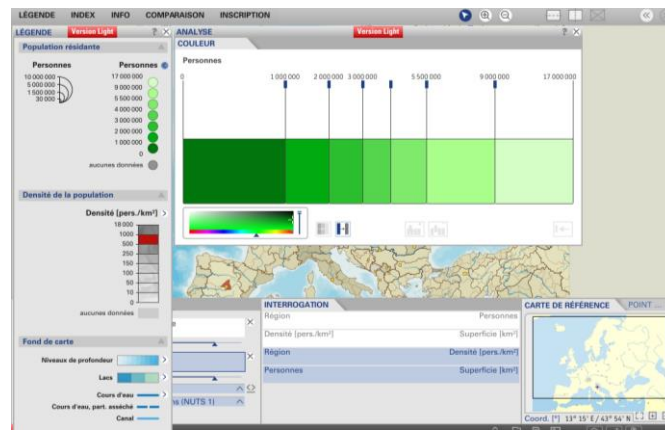 LÉGENDE INDEX INFO COMPARAISON INSCRIPTION
LÉGENDE Version Light ? ×
Population résidante
Personnes Personnes
10 000 000
5 000 000
1 500 000
30 000
17 000 000
9 000 000
5 500 000
4 000 000
3 000 000
2 000 000
1 000 000
0
aucunes données
Densité de la population
Densité [pers./km²]
18000
1000
500
250
150
100
50
10
0
aucunes données
Fond de carte
Niveaux de profondeur
Lacs
Cours d'eau
Cours d'eau, part. asséché
Canal
ANALYSE Version Light ? ×
COULEUR
Personnes
0 1 000 000 2 000 000 3 000 000 5 500 000 9 000 000 17 000 000
ns (NUTS 1)
INTERROGATION
Région Personnes
Densité [pers./km²] Superficie [km²]
Région Densité [pers./km²]
Personnes Superficie [km²]
CARTE DE RÉFÉRENCE POINT ...
Coord. [°] 13° 15' E / 43° 54' N